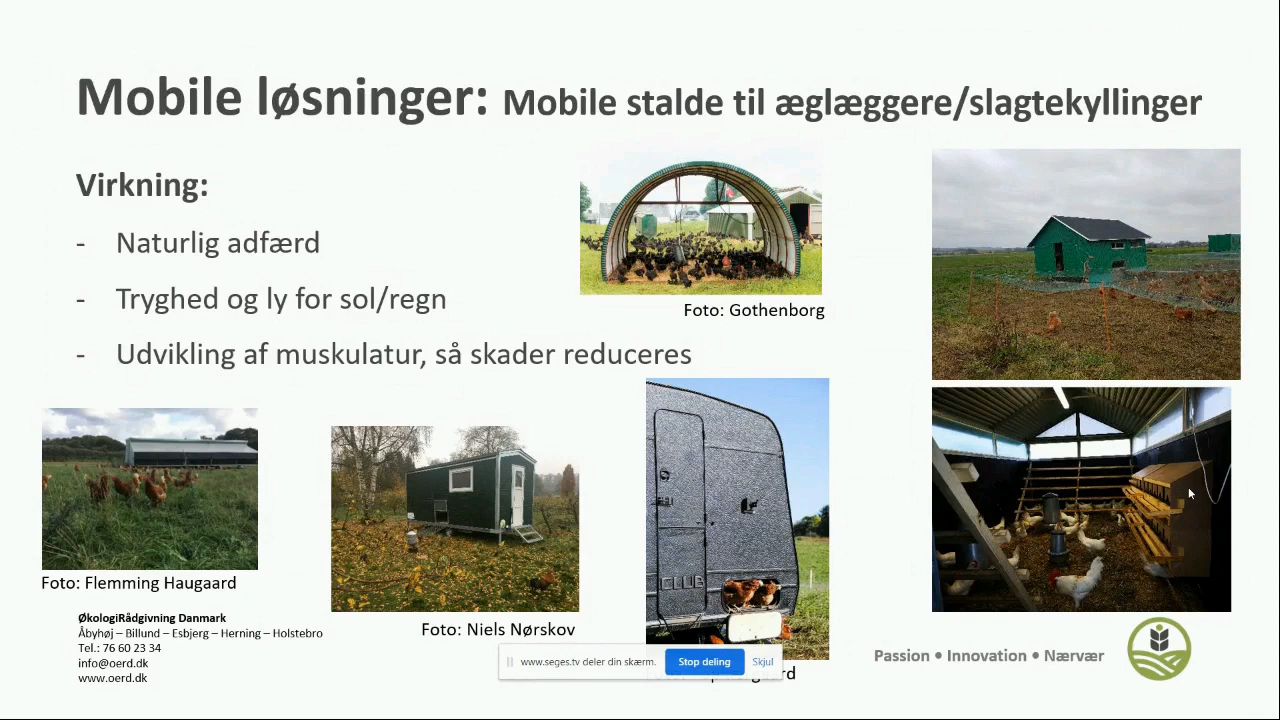 Mobile løsninger: Mobile stalde til æglæggere/slagtekyllinger
Virkning:
- Naturlig adfærd
- Tryghed og ly for sol/regn
- Udvikling af muskulatur, så skader reduceres
Foto: Gothenborg
Foto: Flemming Haugaard
Foto: Niels Nørskov
CLUB
ØkologiRådgivning Danmark
Åbyhøj – Billund – Esbjerg – Herning – Holstebro
Tel.: 76 60 23 34
info@oerd.dk
www.oerd.dk
www.seges.tv deler din skærm.
Stop deling
Skjul
Passion • Innovation • Nærvær